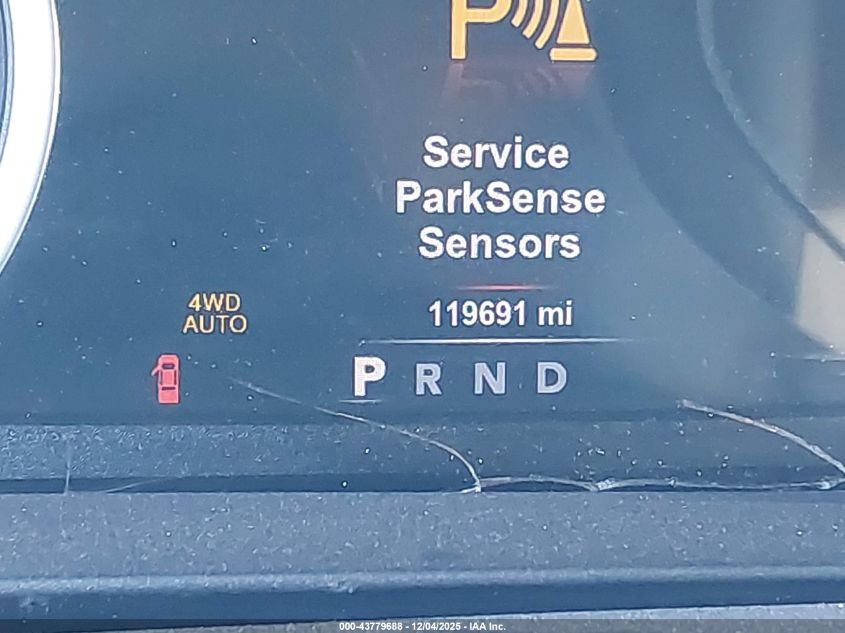 P
Service
ParkSense
Sensors
4WD
AUTO
119691 mi
P R N D
000-43779688 - 12/04/2025 - IAA Inc.